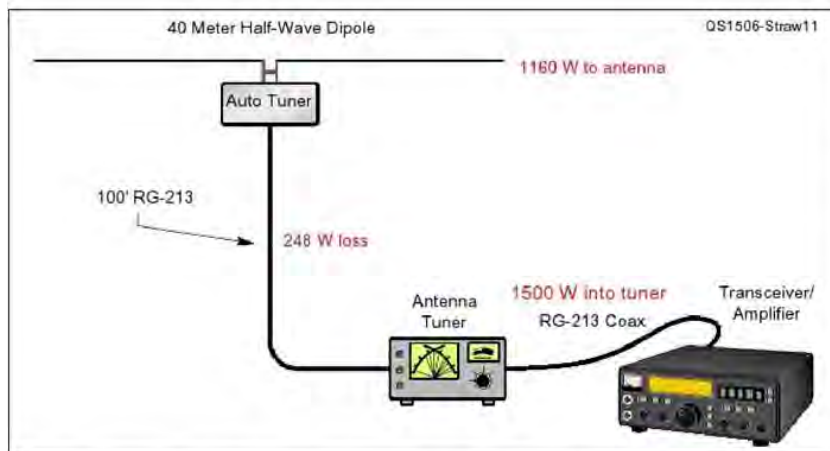 40 Meter Half-Wave Dipole
QS1506-Straw11
1160 W to antenna
Auto Tuner
100' RG-213
248 W loss
Antenna
Tuner
1500 W into tuner
RG-213 Coax
Transceiver/
Amplifier